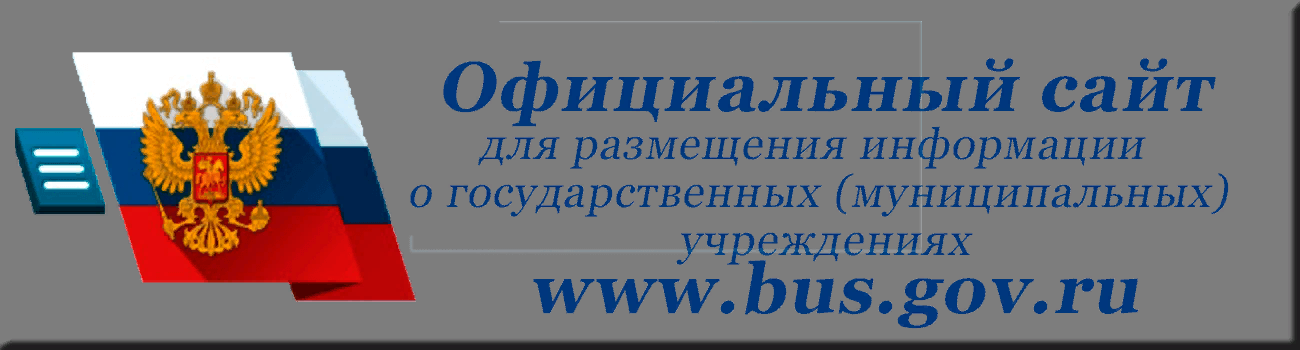 Официальный сайт
для размещения информации
о государственных (муниципальных)
учреждениях
www.bus.gov.ru